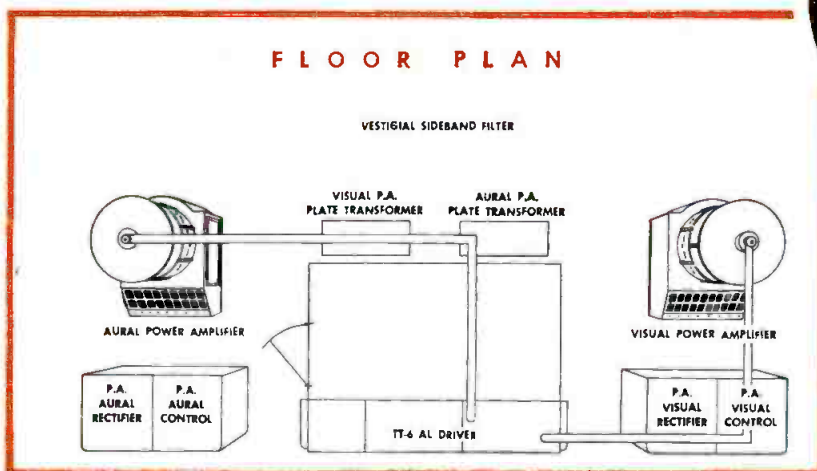 FLOOR PLAN
VESTIGIAL SIDEBAND FILTER
VISUAL P.A.
PLATE TRANSFORMER
AURAL P.A.
PLATE TRANSFORMER
AURAL POWER AMPLIFIER
VISUAL POWER AMPLIFIER
P.A.
AURAL
RECTIFIER
P.A.
AURAL
CONTROL
TT-6 AL DRIVER
P.A.
VISUAL
RECTIFIER
P.A.
VISUAL
CONTROL